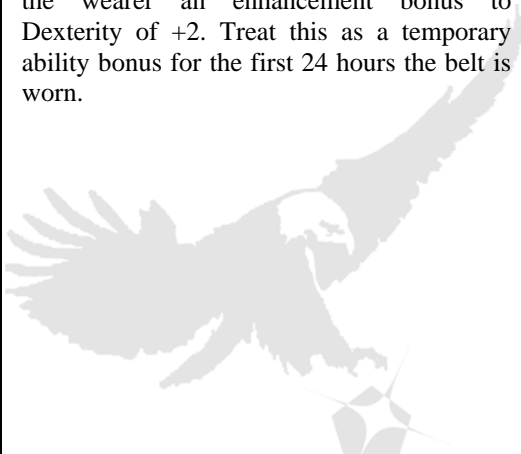 the wearer an enhancement bonus to
Dexterity of +2. Treat this as a temporary
ability bonus for the first 24 hours the belt is
worn.